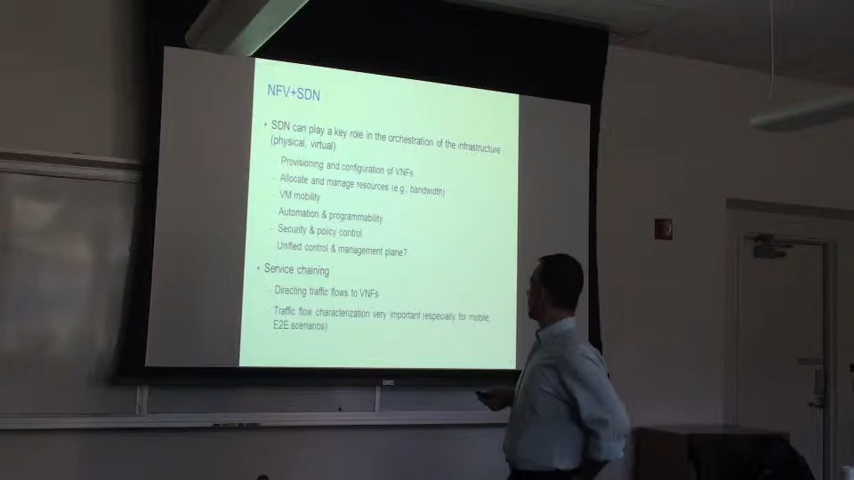 NFV+SDN
• SDN can play a key role in the orchestration of the infrastructure
(physical, virtual)
- Provisioning and configuration of VNFs
- Allocate and manage resources (e.g., bandwidth)
- VM mobility
- Automation & programmability
- Security & policy control
- Unified control & management plane?
• Service chaining
- Directing traffic flows to VNFs
- Traffic flow characterization very important (especially for mobile,
E2E scenarios)